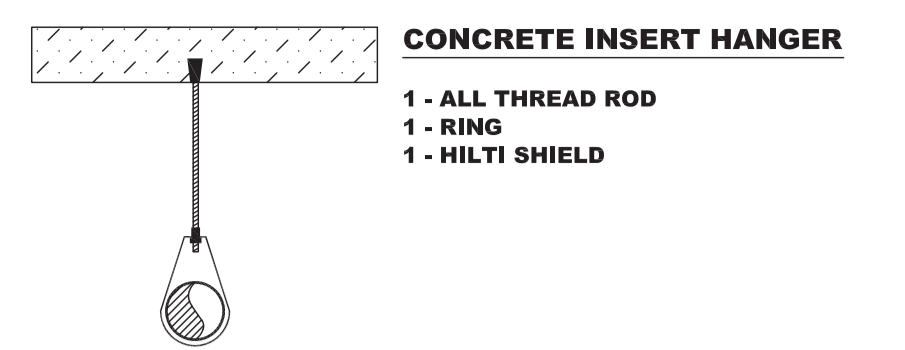 CONCRETE INSERT HANGER
1 - ALL THREAD ROD
1 - RING
1 - HILTI SHIELD